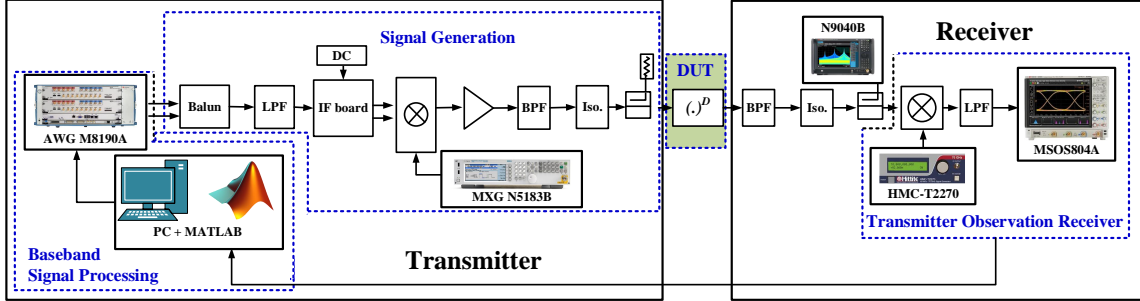 N9040B
Receiver
Signal Generation
DC
DUT
Balun
LPF
IF board
BPF
Iso.
(.)^D
BPF
Iso.
LPF
AWG M8190A
MSOS804A
MXG N5183B
HMC-T2270
PC + MATLAB
Transmitter Observation Receiver
Baseband
Signal Processing
Transmitter